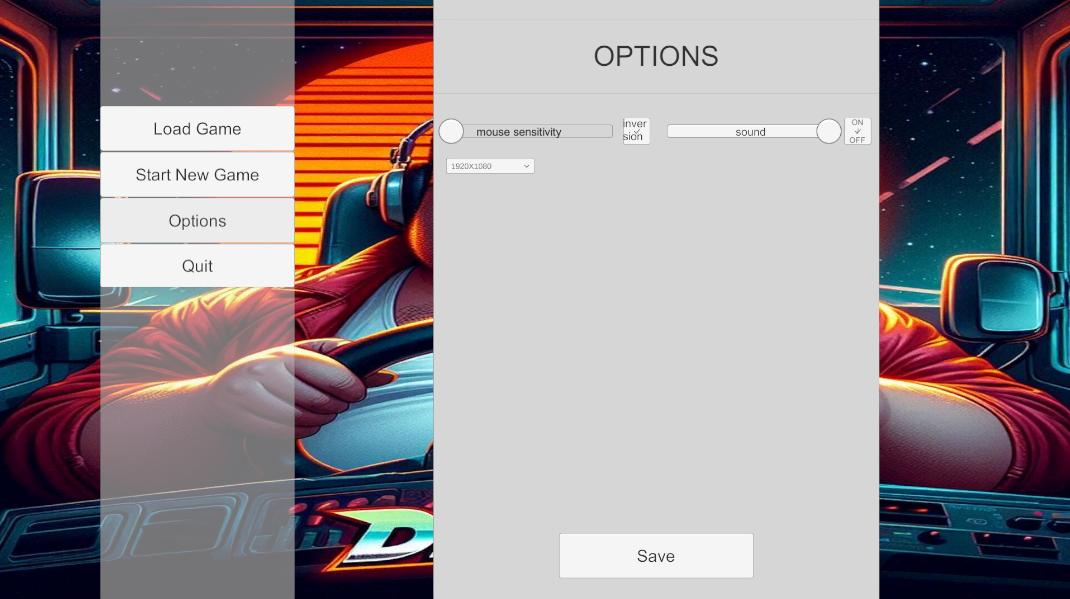 OPTIONS
Load Game
Start New Game
Options
Quit
mouse sensitivity
inver
sion
sound
ON
OFF
1920X1080
Save
D